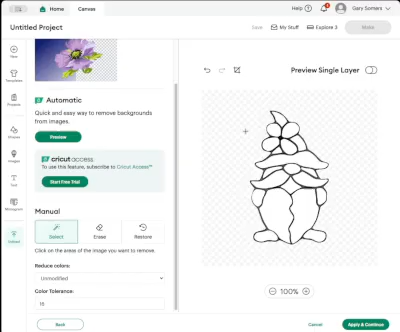 Home
Canvas
Help
Gary Somers
Untitled Project
Save
My Stuff
Explore 3
Make
New
Templates
Projects
Shapes
Images
Text
Monogram
Upload
Automatic
Quick and easy way to remove backgrounds
from images.
Preview
cricut access
To use this feature, subscribe to Cricut Access™
Start Free Trial
Manual
Select
Erase
Restore
Click on the areas of the image you want to remove.
Reduce colors:
Unmodified
Color Tolerance:
15
Back
Preview Single Layer
100%
Cancel
Apply & Continue